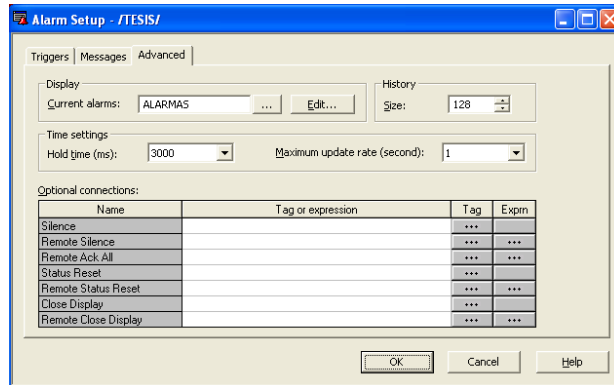 Alarm Setup - /TESIS/
Triggers Messages Advanced
Display History
Current alarms: ALARMAS ... Edit... Size: 128
Time settings
Hold time (ms): 3000 Maximum update rate (second): 1
Optional connections:
Name Tag or expression Tag Exprn
Silence ...
Remote Silence ... ...
Remote Ack All ... ...
Status Reset ...
Remote Status Reset ... ...
Close Display ...
Remote Close Display ... ...
OK Cancel Help